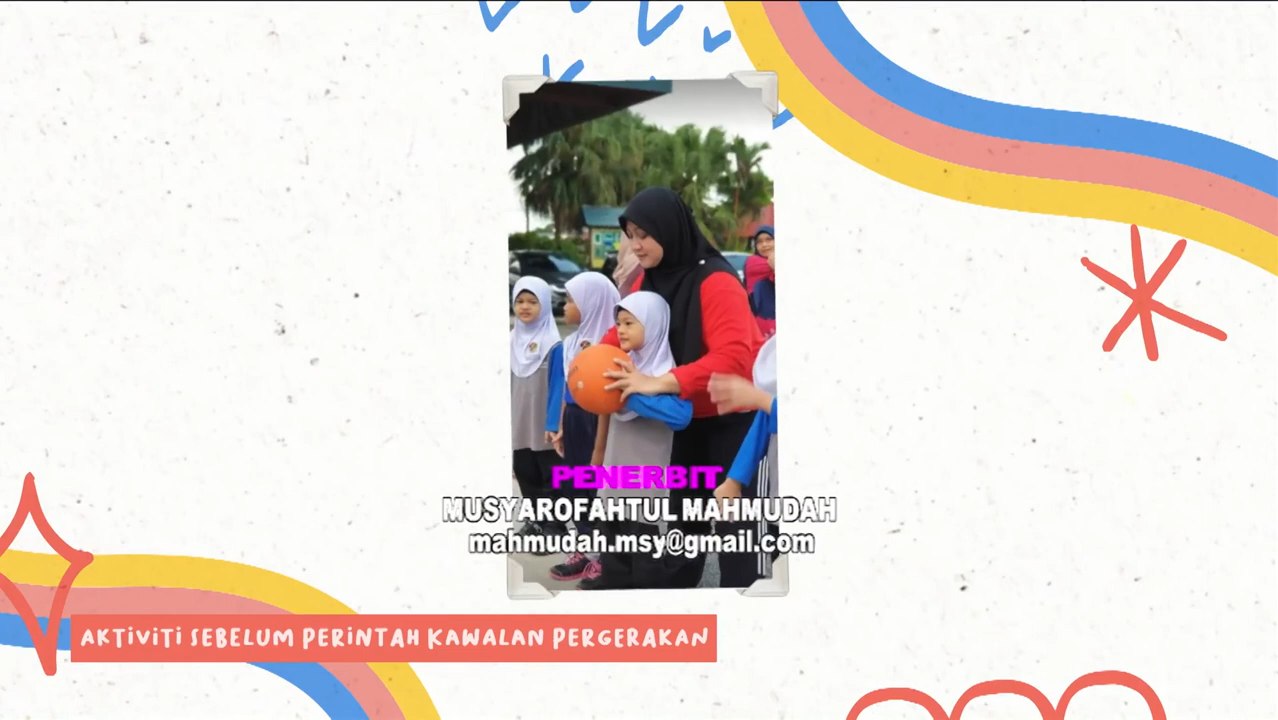 PENERBIT
MUSYAROFAHTUL MAHMUDAH
mahmudah.msy@gmail.com
AKTIVITI SEBELUM PERINTAH KAWALAN PERGERAKAN